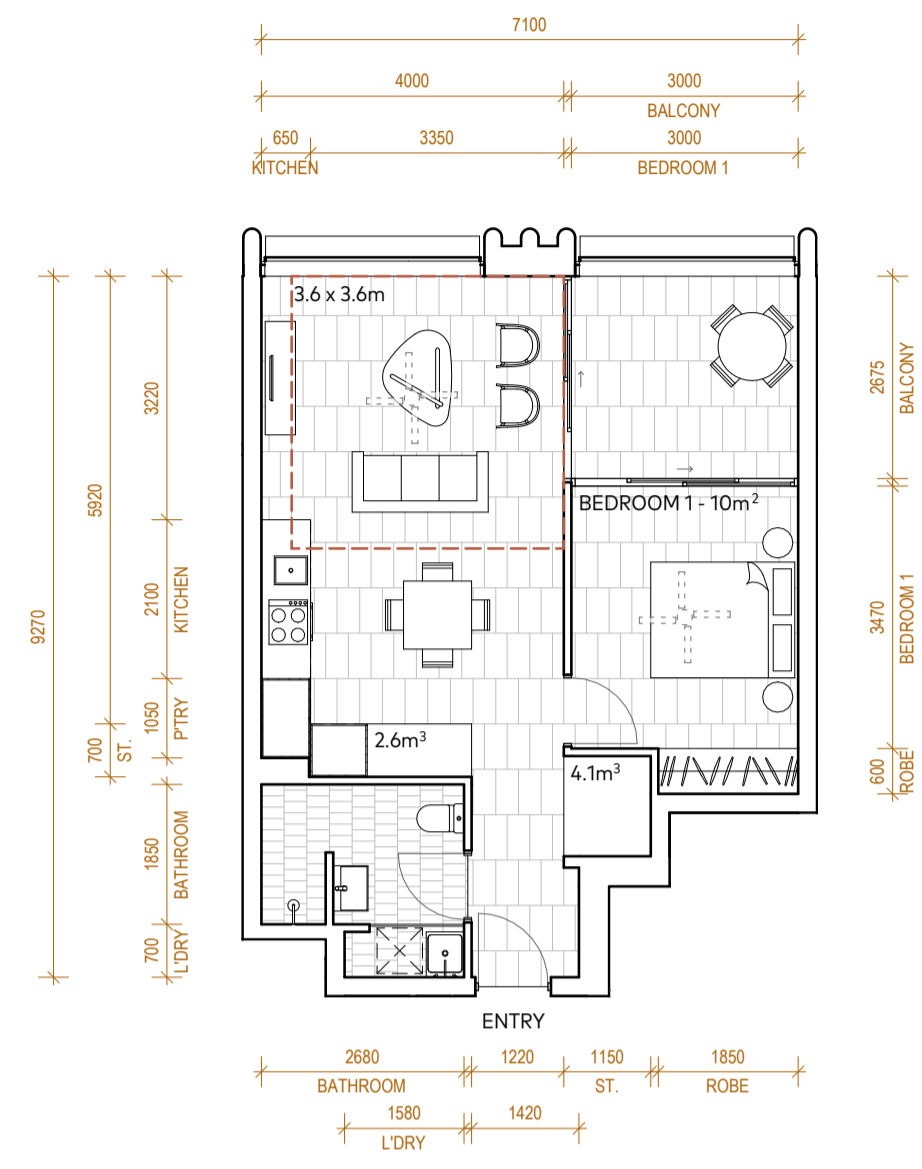 7100
4000
3000
BALCONY
650
3350
3000
KITCHEN
BEDROOM 1
3.6 x 3.6m
3220
5920
2675
BALCONY
BEDROOM 1 - 10m²
9270
2100
KITCHEN
3470
BEDROOM 1
1050
P'TRY
700
ST.
2.6m³
4.1m³
600
ROBE
1850
BATHROOM
700
L'DRY
ENTRY
2680
1220
1150
1850
BATHROOM
ST.
ROBE
1580
1420
L'DRY